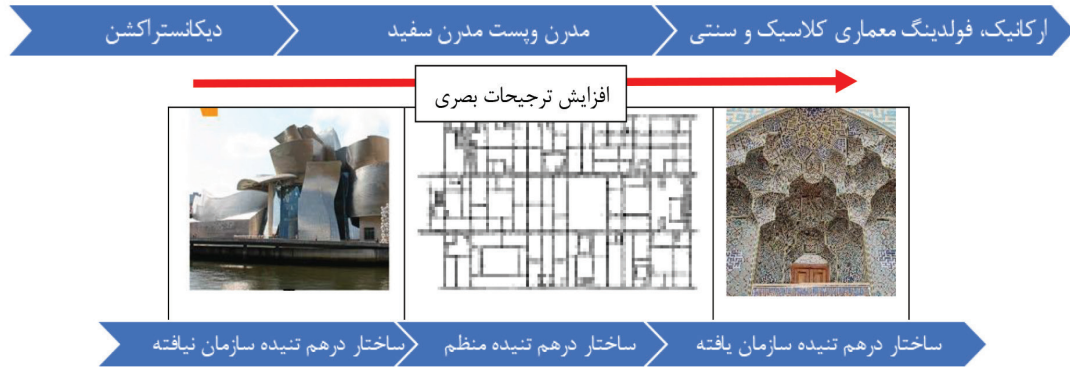 ارکانیک، فولدینگ معماری کلاسیک و سنتی
مدرن وپست مدرن سفید
دیکانستراکشن
افزایش ترجیحات بصری
ساختار درهم تنیده سازمان یافته
ساختار درهم تنیده منظم
ساختار درهم تنیده سازمان نیافته